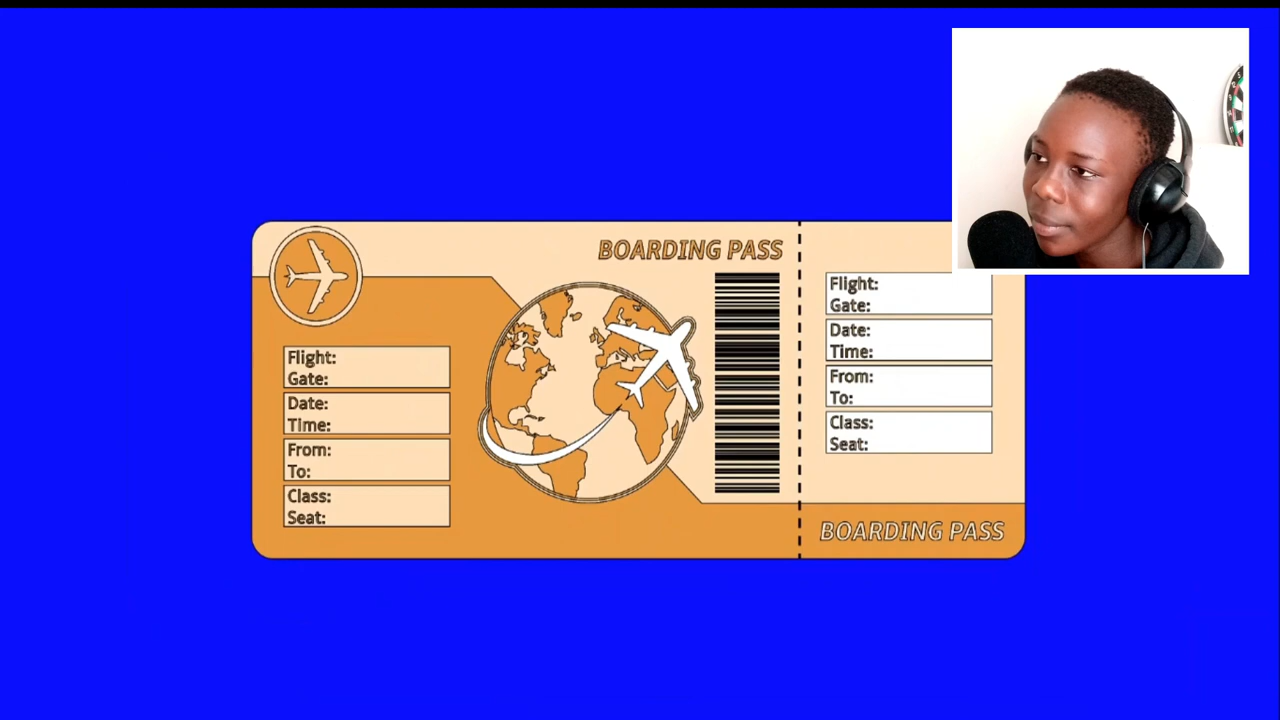 BOARDING PASS
Flight:
Gate:
Date:
Time:
From:
To:
Class:
Seat:
Flight:
Gate:
Date:
Time:
From:
To:
Class:
Seat:
BOARDING PASS